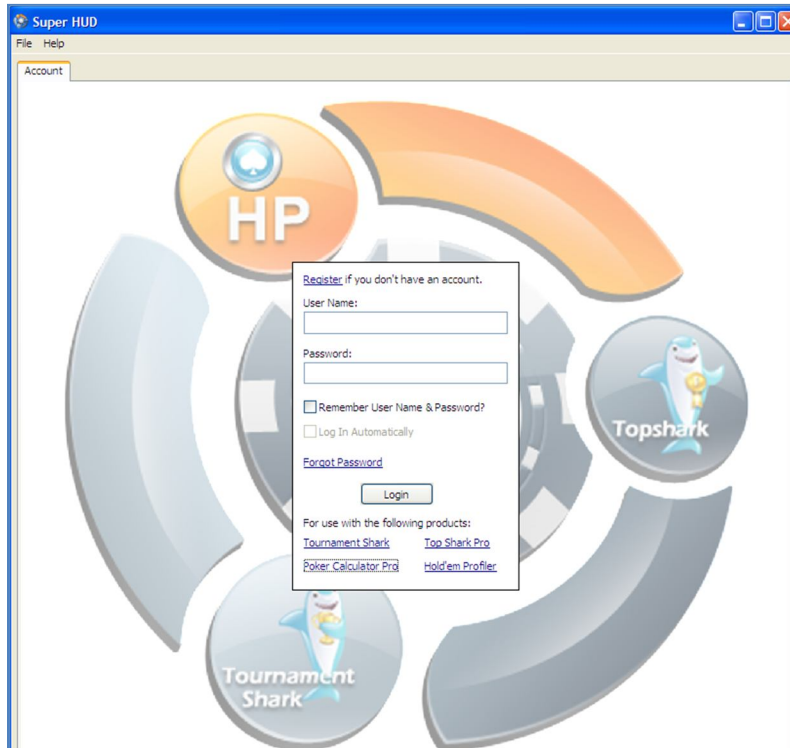 Super HUD
File Help
Account
HP
Register if you don't have an account.
User Name:
Password:
Remember User Name & Password?
Log In Automatically
Forgot Password
Login
For use with the following products:
Tournament Shark Top Shark Pro
Poker Calculator Pro Hold'em Profiler
Topshark
Tournament
Shark